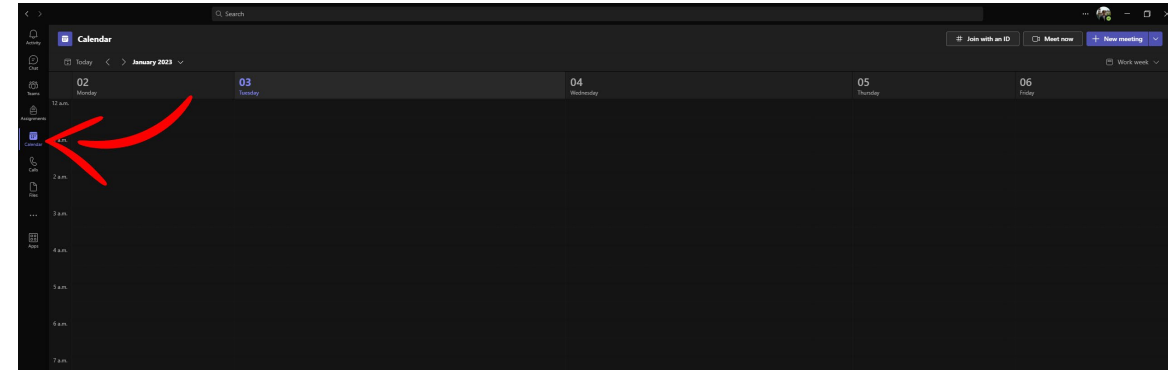 Search
Activity
Calendar
# Join with an ID
Meet now
+ New meeting
Chat
Today
January 2023
Work week
Teams
02
Monday
03
Tuesday
04
Wednesday
05
Thursday
06
Friday
Assignments
12 a.m.
Calendar
a.m.
Calls
2 a.m.
Files
3 a.m.
Apps
4 a.m.
5 a.m.
6 a.m.
7 a.m.